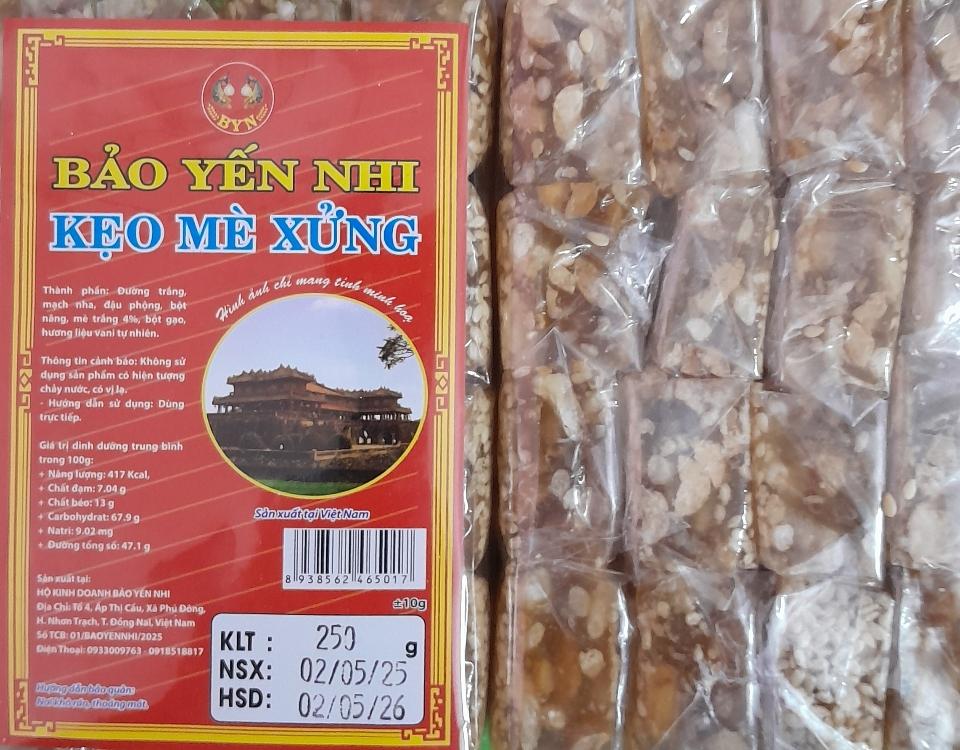 BYN
BẢO YẾN NHI
KẸO MÈ XỬNG
Thành phần: Đường trắng,
mạch nha, đậu phộng, bột
năng, mè trắng 4%, bột gạo,
hương liệu vani tự nhiên.
Hình ảnh chỉ mang tính minh họa
Thông tin cảnh báo: Không sử
dụng sản phẩm có hiện tượng
chảy nước, có vị lạ.
- Hướng dẫn sử dụng: Dùng
trực tiếp.
Giá trị dinh dưỡng trung bình
trong 100g:
+ Năng lượng: 417 Kcal,
+ Chất đạm: 7.04 g
+ Chất béo: 13 g
+ Carbohydrat: 67.9 g
+ Natri: 9.02 mg
+ Đường tổng số: 47.1 g
Sản xuất tại Việt Nam
8 938562 465017
Sản xuất tại:
HỘ KINH DOANH BẢO YẾN NHI
Địa Chỉ: Tổ 4, Ấp Thị Cầu, Xã Phú Đông,
H. Nhơn Trạch, T. Đồng Nai, Việt Nam
Số TCB: 01/BAOYENNHI/2025
Điện Thoại: 0933009763 - 0918518817
±10g
KLT : 250 g
NSX: 02/05/25
HSD: 02/05/26
Hướng dẫn bảo quản:
Nơi khô ráo, thoáng mát.